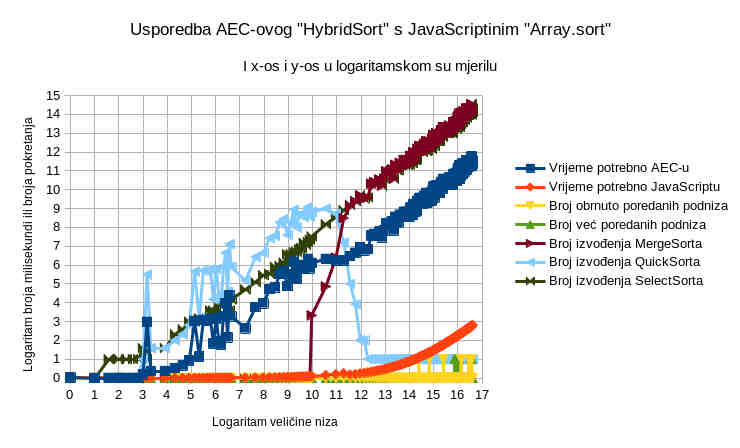 Usporedba AEC-ovog "HybridSort" s JavaScriptinim "Array.sort"
I x-os i y-os u logaritamskom su mjerilu
Logaritam broja milisekundi ili broja pokretanja
15
14
13
12
11
10
9
8
7
6
5
4
3
2
1
0
0 1 2 3 4 5 6 7 8 9 10 11 12 13 14 15 16 17
Logaritam veličine niza
Vrijeme potrebno AEC-u
Vrijeme potrebno JavaScriptu
Broj obrnuto poredanih podniza
Broj već poredanih podniza
Broj izvođenja MergeSorta
Broj izvođenja QuickSorta
Broj izvođenja SelectSorta